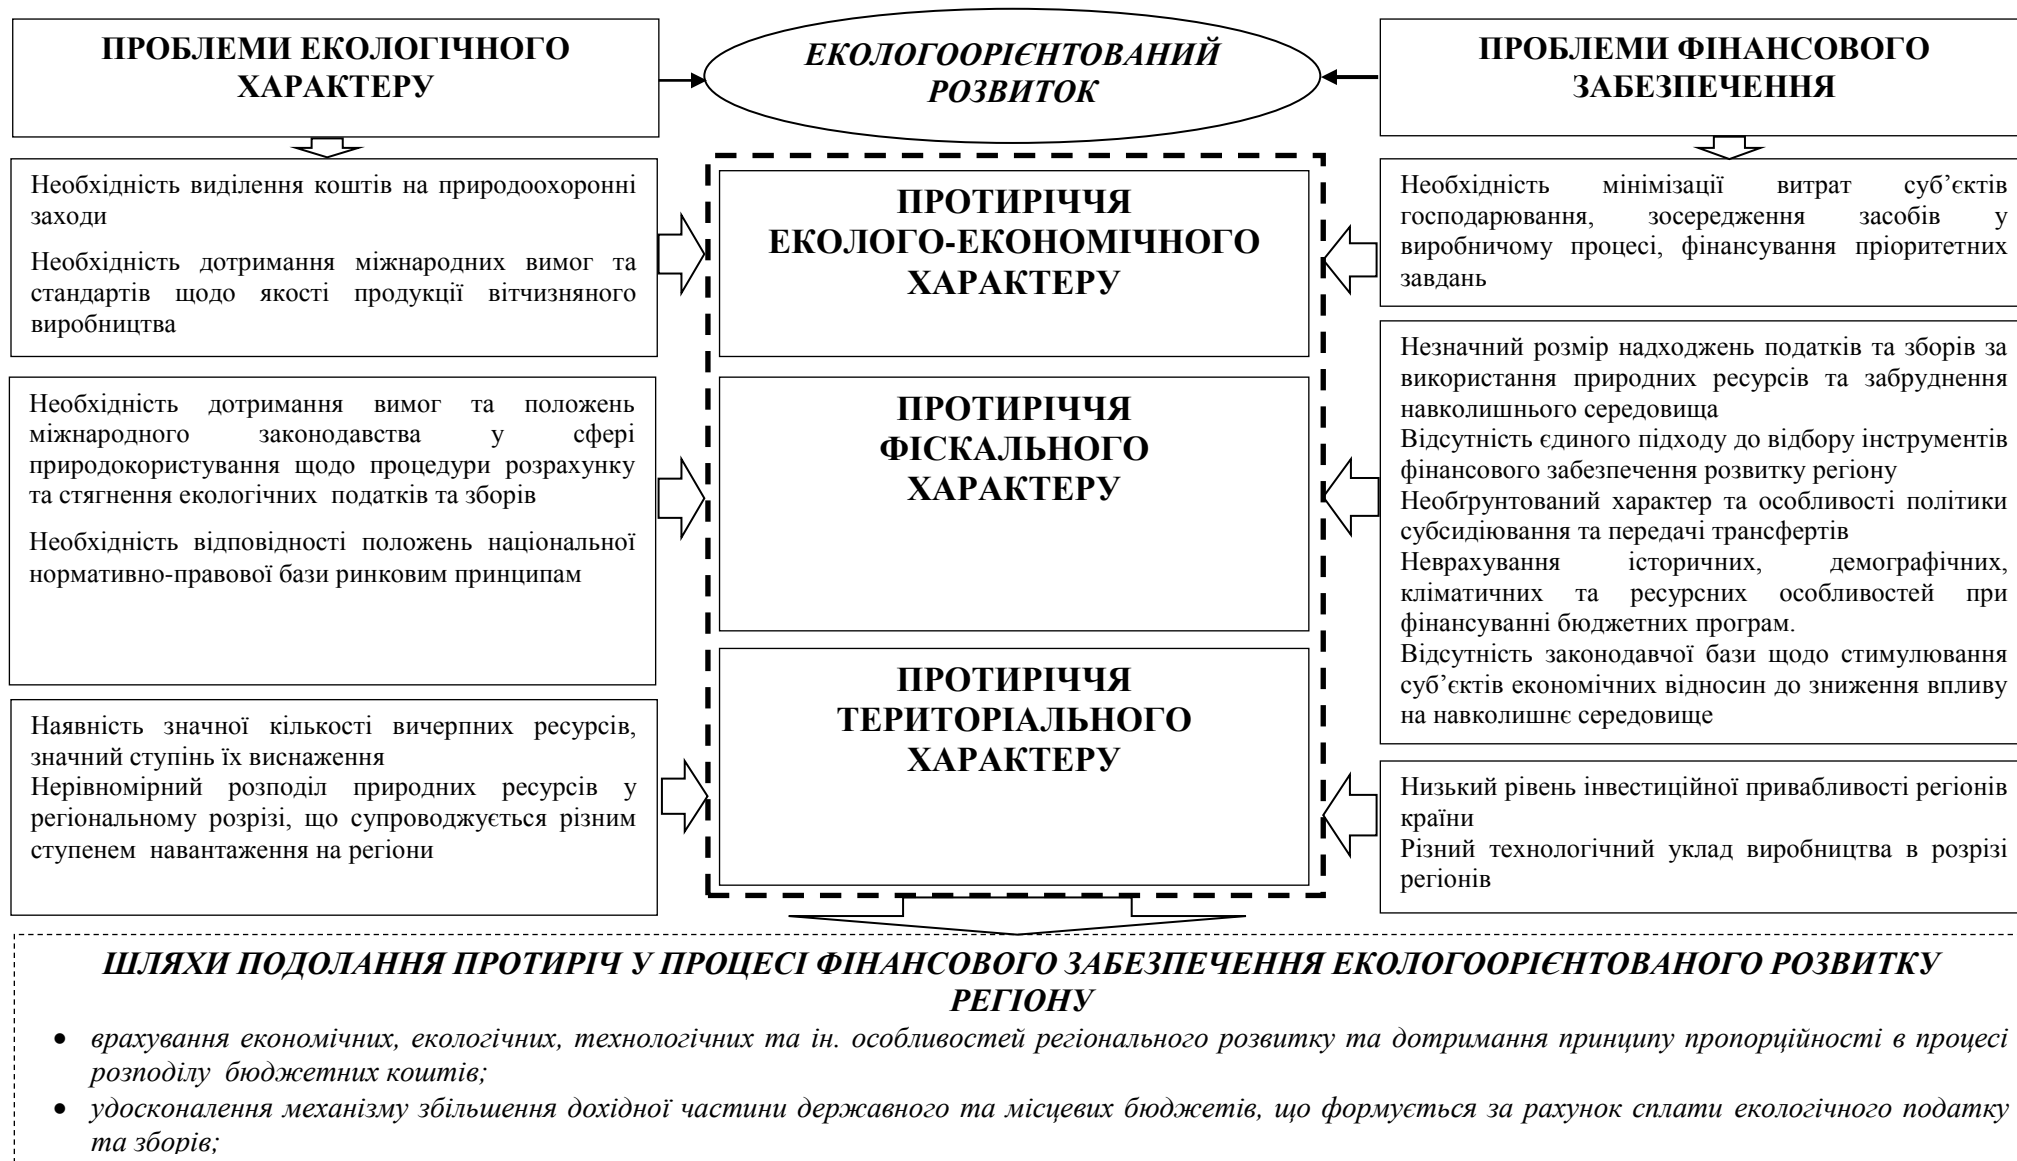 ПРОБЛЕМИ ЕКОЛОГІЧНОГО
ХАРАКТЕРУ
ЕКОЛОГООРІЄНТОВАНИЙ
РОЗВИТОК
ПРОБЛЕМИ ФІНАНСОВОГО
ЗАБЕЗПЕЧЕННЯ
Необхідність виділення коштів на природоохоронні
заходи
Необхідність дотримання міжнародних вимог та
стандартів щодо якості продукції вітчизняного
виробництва
ПРОТИРІЧЧЯ
ЕКОЛОГО-ЕКОНОМІЧНОГО
ХАРАКТЕРУ
Необхідність мінімізації витрат суб’єктів
господарювання, зосередження засобів у
виробничому процесі, фінансування пріоритетних
завдань
Необхідність дотримання вимог та положень
міжнародного законодавства у сфері
природокористування щодо процедури розрахунку
та стягнення екологічних податків та зборів
Необхідність відповідності положень національної
нормативно-правової бази ринковим принципам
ПРОТИРІЧЧЯ
ФІСКАЛЬНОГО
ХАРАКТЕРУ
Незначний розмір надходжень податків та зборів за
використання природних ресурсів та забруднення
навколишнього середовища
Відсутність єдиного підходу до відбору інструментів
фінансового забезпечення розвитку регіону
Необґрунтований характер та особливості політики
субсидіювання та передачі трансфертів
Неврахування історичних, демографічних,
кліматичних та ресурсних особливостей при
фінансуванні бюджетних програм.
Відсутність законодавчої бази щодо стимулювання
суб’єктів економічних відносин до зниження впливу
на навколишнє середовище
Наявність значної кількості вичерпних ресурсів,
значний ступінь їх виснаження
Нерівномірний розподіл природних ресурсів у
регіональному розрізі, що супроводжується різним
ступенем навантаження на регіони
ПРОТИРІЧЧЯ
ТЕРИТОРІАЛЬНОГО
ХАРАКТЕРУ
Низький рівень інвестиційної привабливості регіонів
країни
Різний технологічний уклад виробництва в розрізі
регіонів
ШЛЯХИ ПОДОЛАННЯ ПРОТИРІЧ У ПРОЦЕСІ ФІНАНСОВОГО ЗАБЕЗПЕЧЕННЯ ЕКОЛОГООРІЄНТОВАНОГО РОЗВИТКУ
РЕГІОНУ
• врахування економічних, екологічних, технологічних та ін. особливостей регіонального розвитку та дотримання принципу пропорційності в процесі
розподілу бюджетних коштів;
• удосконалення механізму збільшення дохідної частини державного та місцевих бюджетів, що формується за рахунок сплати екологічного податку
та зборів;